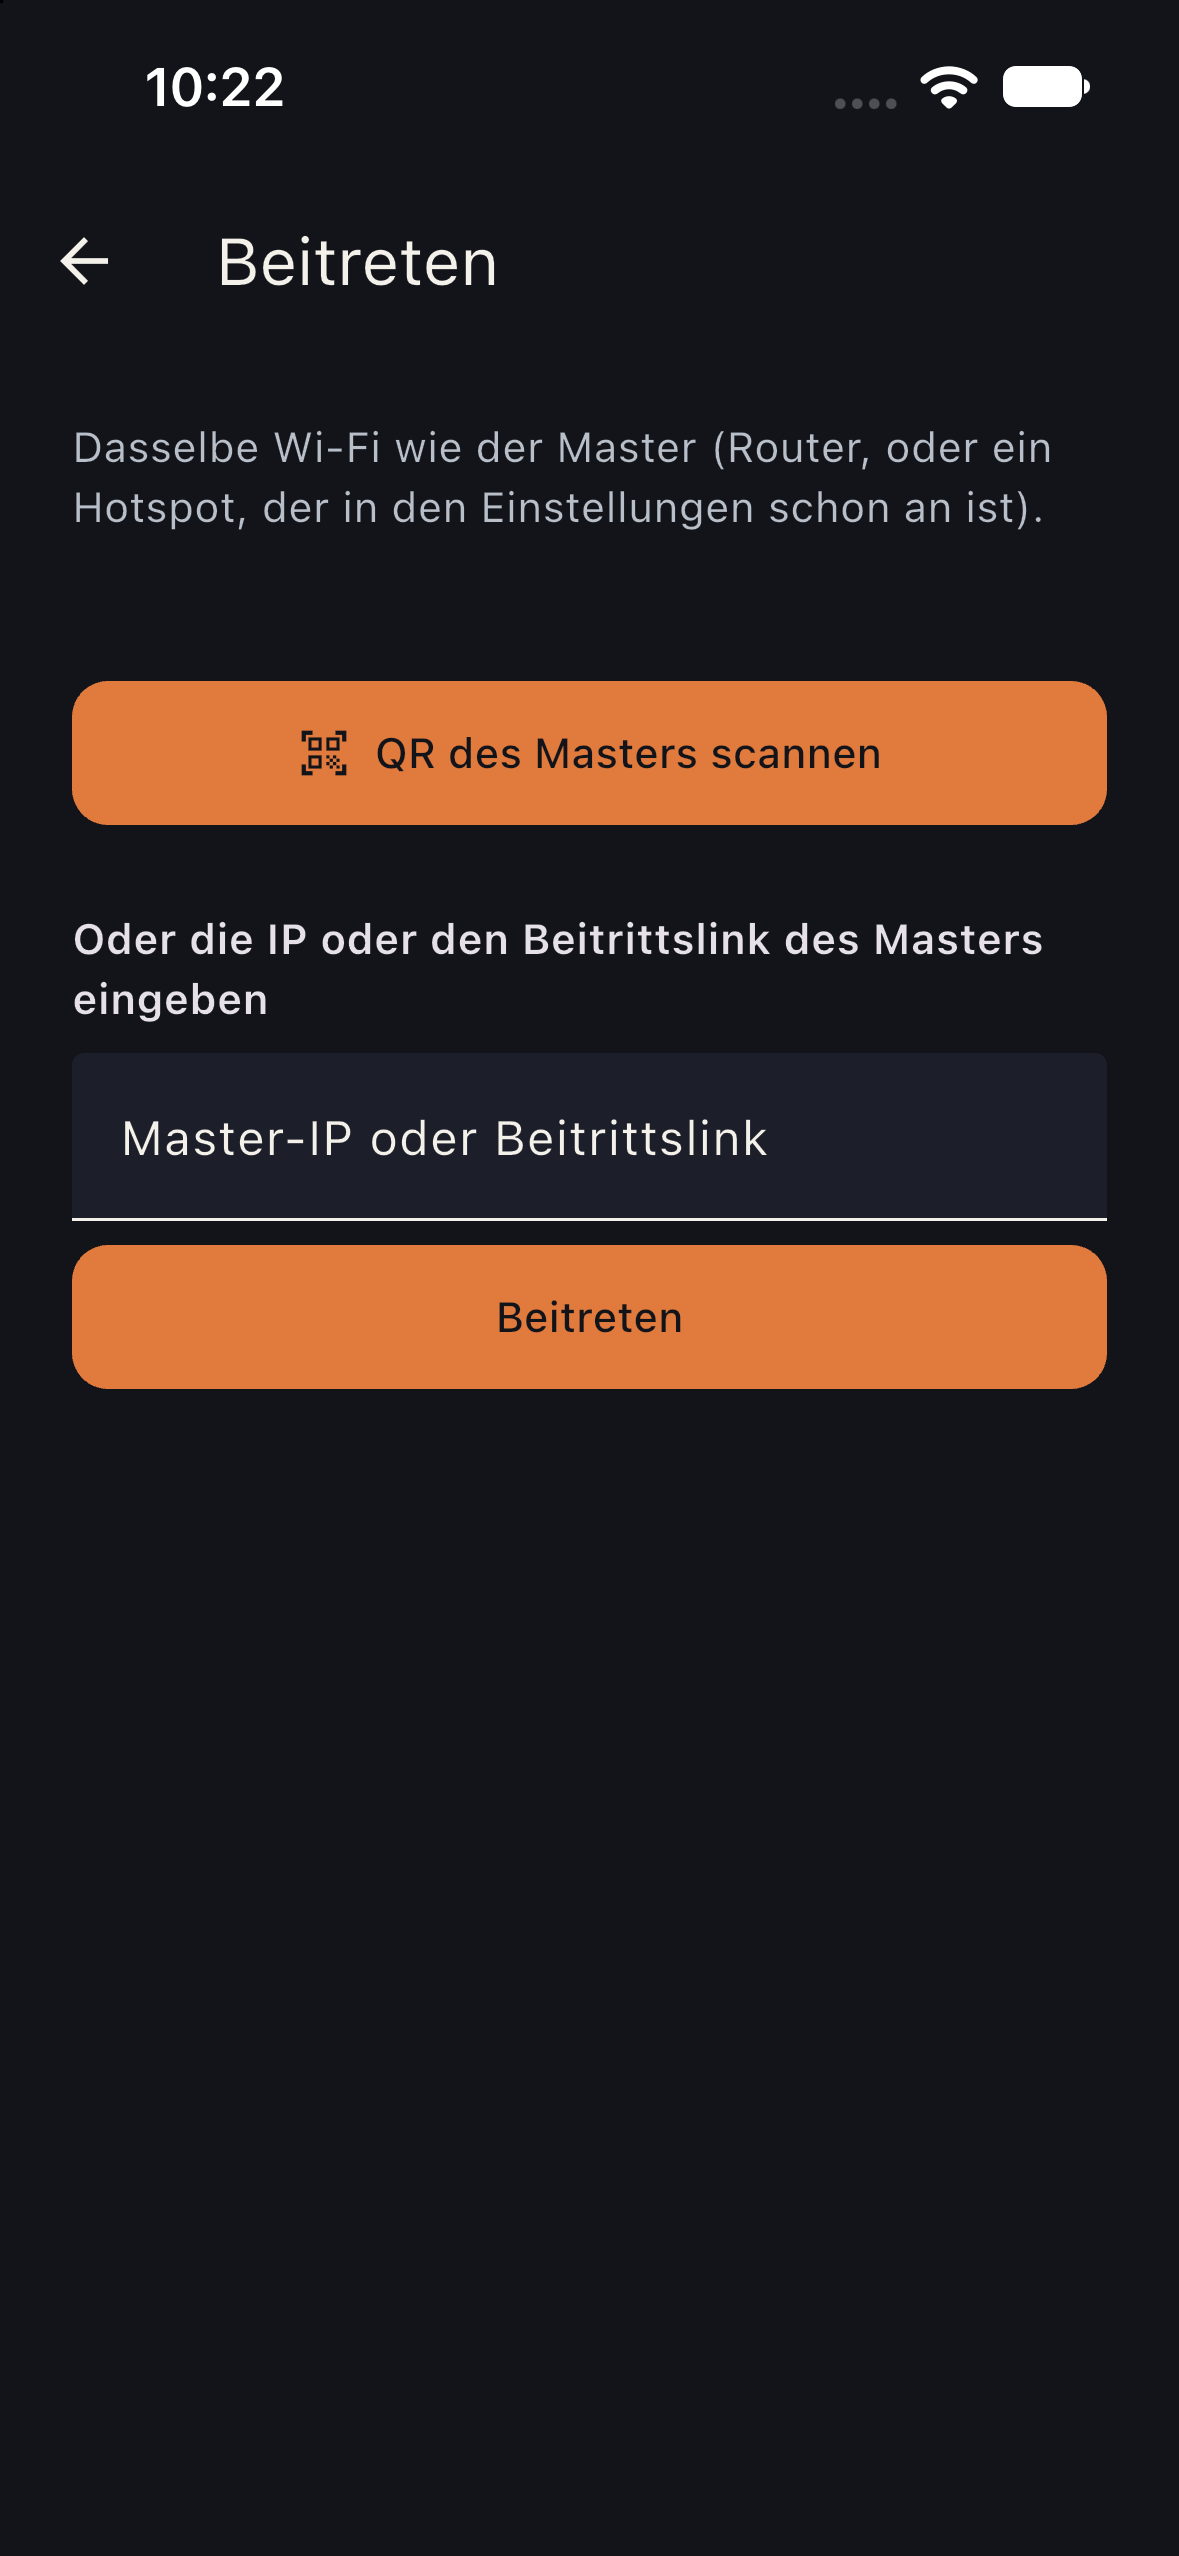 10:22
Beitreten
Dasselbe Wi-Fi wie der Master (Router, oder ein
Hotspot, der in den Einstellungen schon an ist).
QR des Masters scannen
Oder die IP oder den Beitrittslink des Masters
eingeben
Master-IP oder Beitrittslink
Beitreten